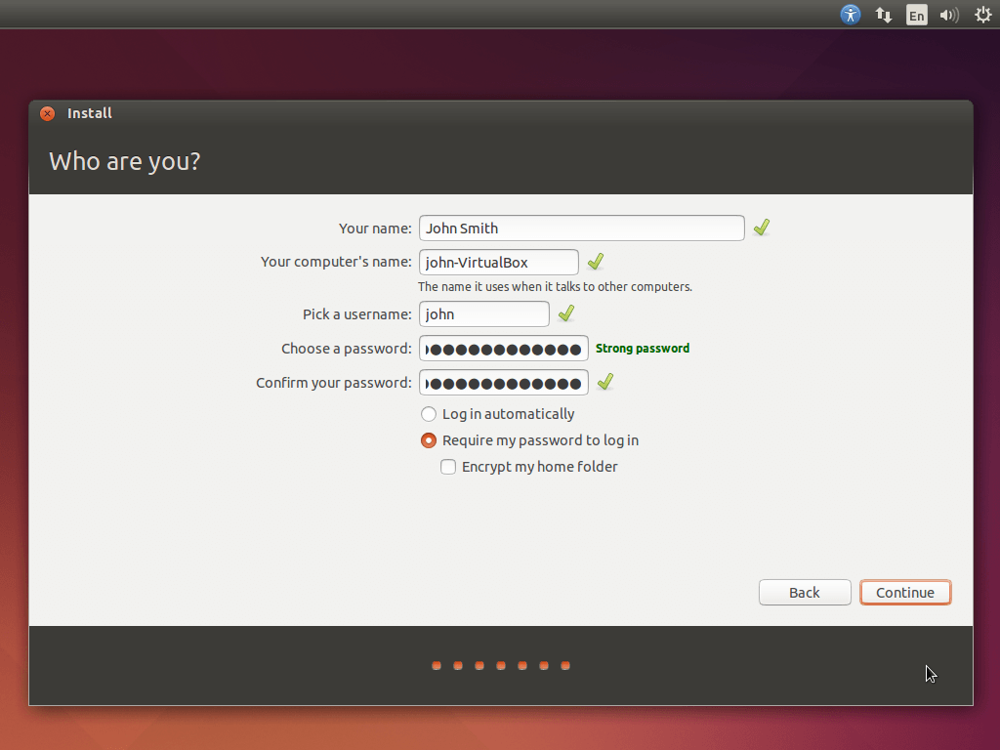 En
Install
Who are you?
Your name: John Smith
Your computer's name: john-VirtualBox
The name it uses when it talks to other computers.
Pick a username: john
Choose a password: Strong password
Confirm your password:
Log in automatically
Require my password to log in
Encrypt my home folder
Back Continue